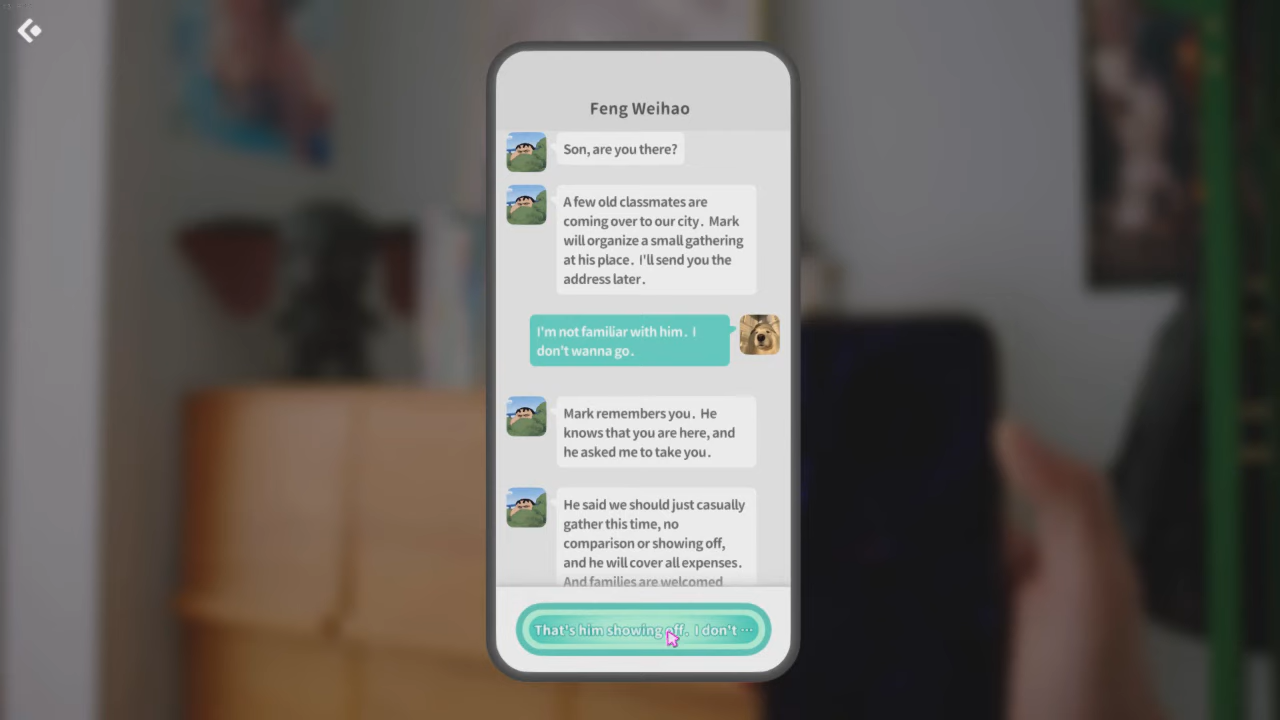 Feng Weihao
Son, are you there?
A few old classmates are
coming over to our city. Mark
will organize a small gathering
at his place. I'll send you the
address later.
I'm not familiar with him. I
don't wanna go.
Mark remembers you. He
knows that you are here, and
he asked me to take you.
He said we should just casually
gather this time, no
comparison or showing off,
and he will cover all expenses.
And families are welcomed
That's him showing off. I don't ...